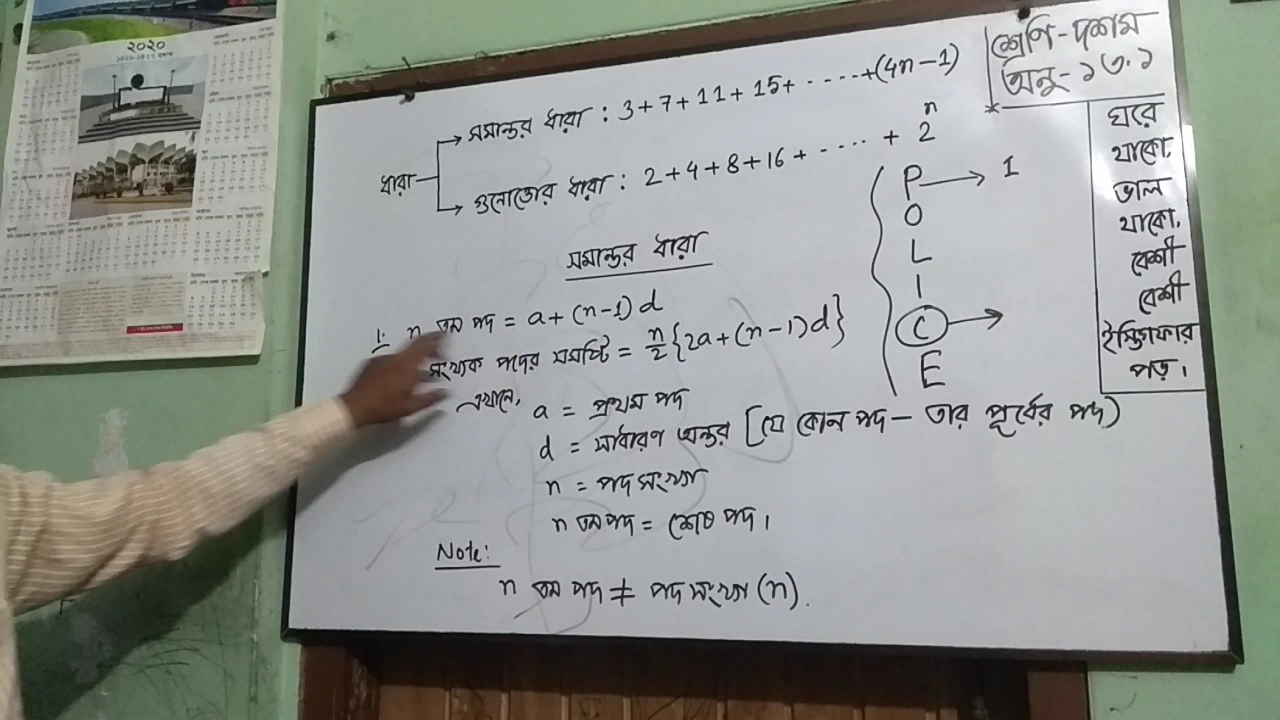 ২০২০
শ্রেণি-দশম
অনু-১৩.১
সমান্তর ধারা : 3+7+11+15+ ----- +(4n-1)
ধারা
গুনোত্তোর ধারা : 2+4+8+16+ ----- + 2ⁿ
সমান্তর ধারা
1. n তম পদ = a+(n-1)d
সংখ্যক পদের সমষ্টি = n/2{2a+(n-1)d}
এখানে, a = প্রথম পদ
d = সাধারণ অন্তর [যে কোন পদ - তার পূর্বের পদ)
n = পদ সংখ্যা
n তম পদ = শেষ পদ।
Note:
n তম পদ ≠ পদ সংখ্যা (n).
P → 1
O
L
I
C →
E
ঘরে
থাকো,
ভাল
থাকো,
বেশী
বেশী
ইস্তিগফার
পড়।